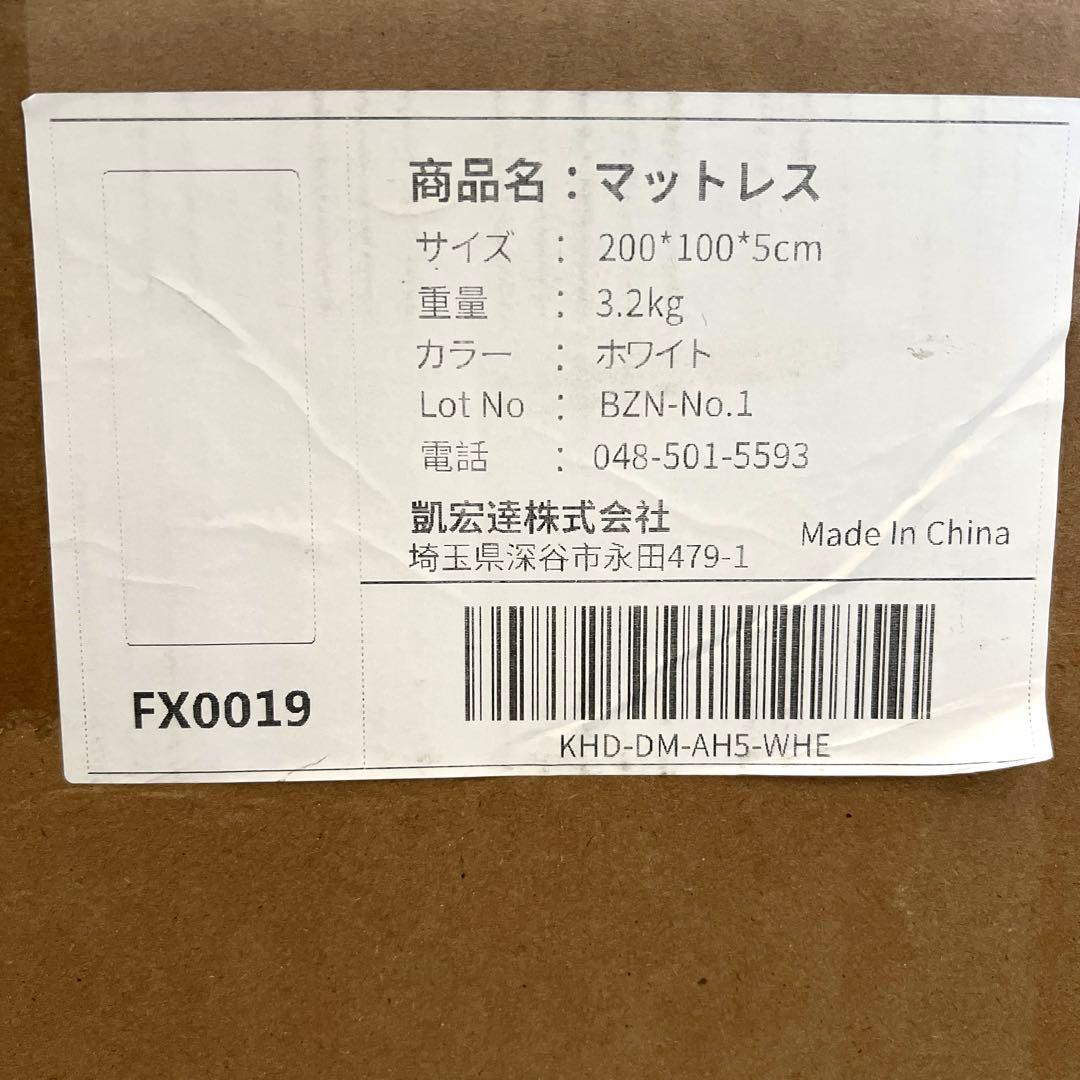 商品名：マットレス
サイズ ： 200*100*5cm
重量 ： 3.2kg
カラー ： ホワイト
Lot No ： BZN-No.1
電話 ： 048-501-5593
凱宏達株式会社
埼玉県深谷市永田479-1
Made In China
FX0019
KHD-DM-AH5-WHE